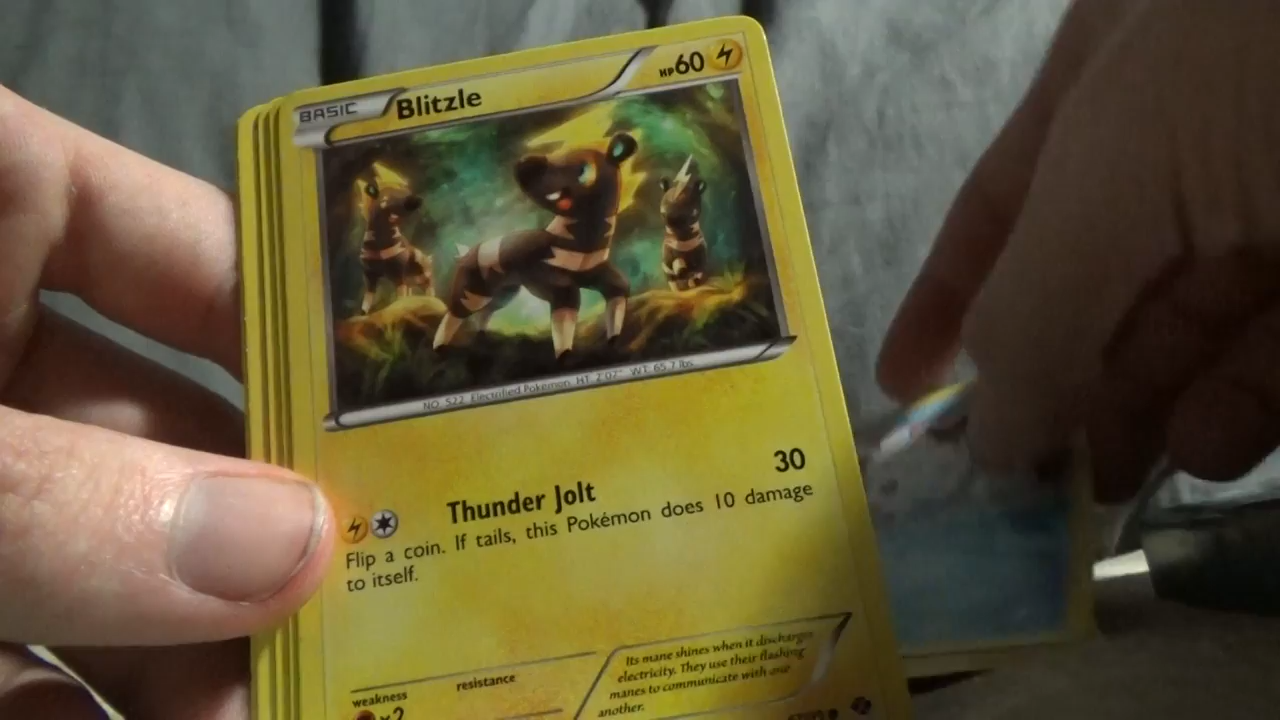 BASIC Blitzle HP60
NO. 522 Electrified Pokémon HT. 2'07" WT. 65.7 lbs.
Thunder Jolt 30
Flip a coin. If tails, this Pokémon does 10 damage
to itself.
weakness resistance
×2
Its mane shines when it discharges
electricity. They use their flashing
manes to communicate with one
another.